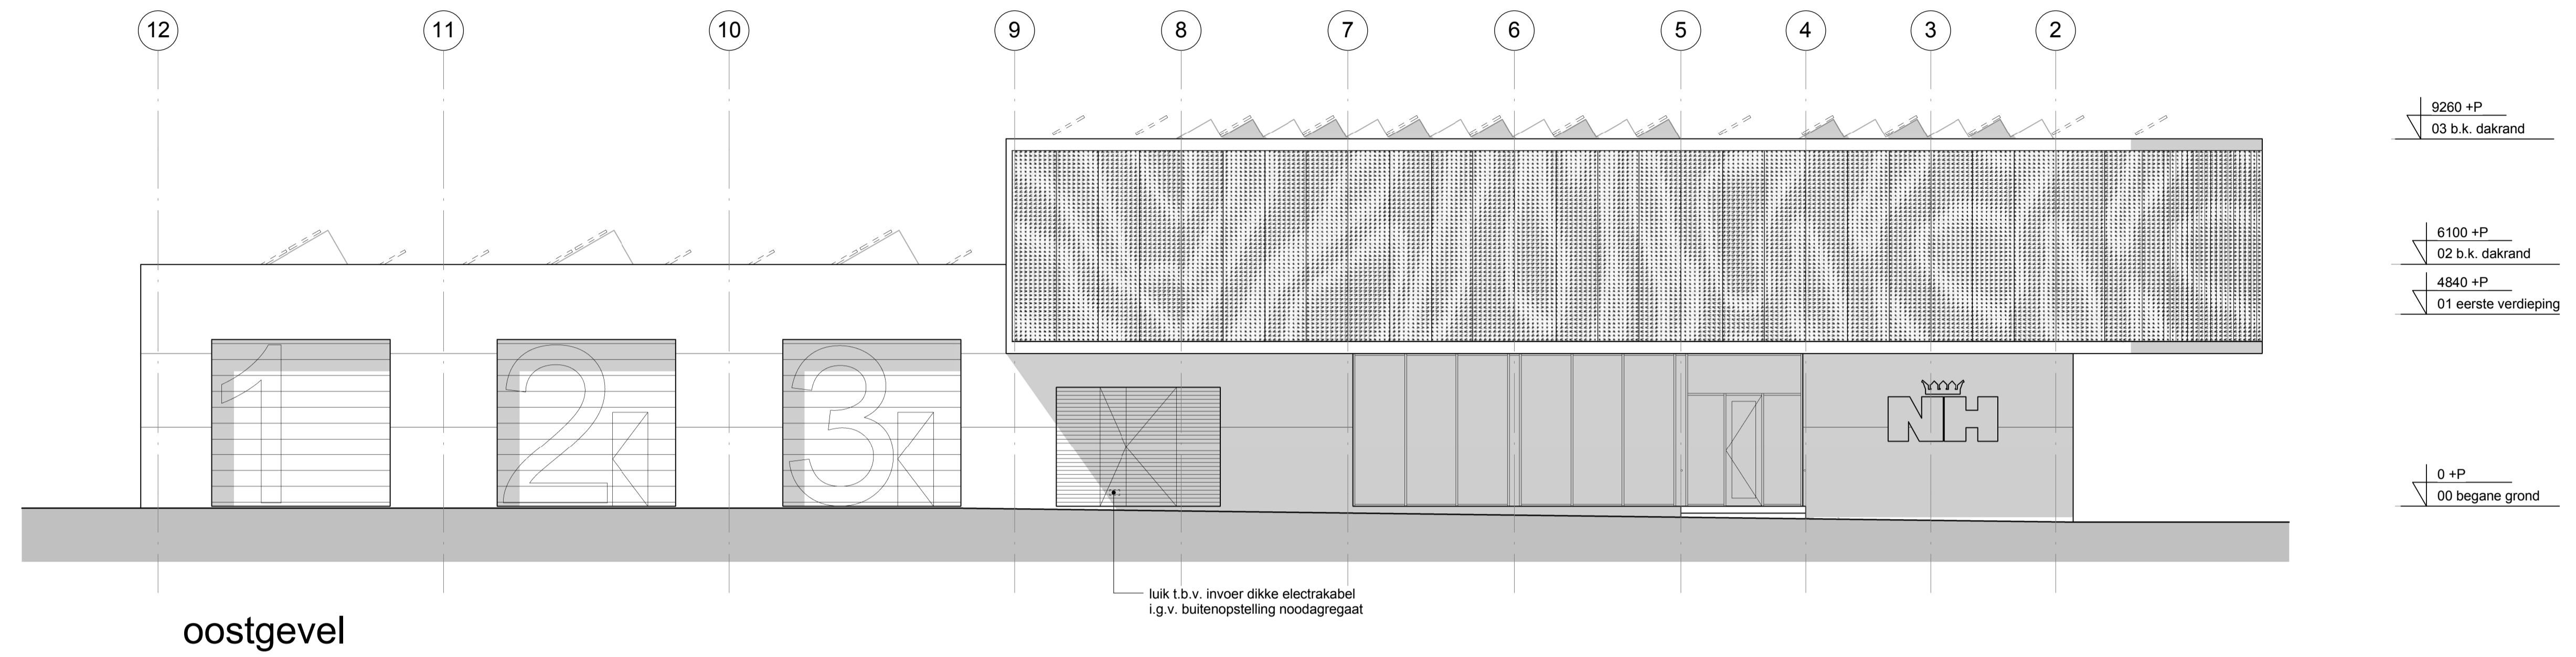 12 11 10 9 8 7 6 5 4 3 2
9260 +P
03 b.k. dakrand
6100 +P
02 b.k. dakrand
4840 +P
01 eerste verdieping
1 2 3
NH
0 +P
00 begane grond
luik t.b.v. invoer dikke electrakabel
i.g.v. buitenopstelling noodagregaat
oostgevel